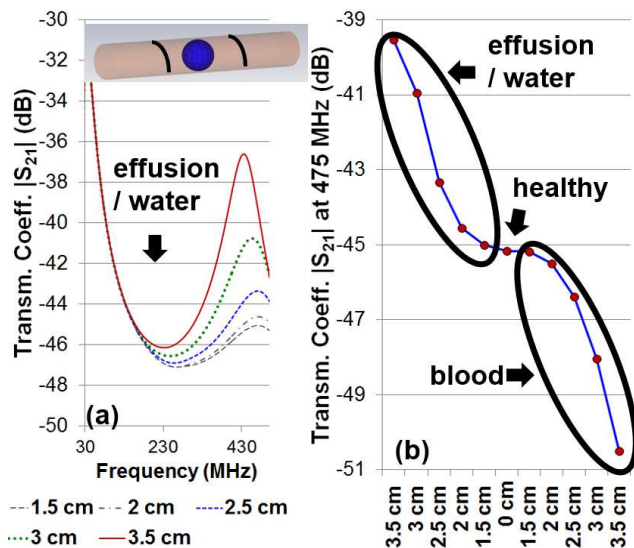 Transm. Coeff. |S21| (dB)
-30
-32
-34
-36
-38
-40
-42
-44
-46
-48
-50
effusion
/ water
(a)
30
230
430
Frequency (MHz)
1.5 cm
2 cm
2.5 cm
3 cm
3.5 cm
Transm. Coeff. |S21| at 475 MHz (dB)
-39
-41
-43
-45
-47
-49
-51
effusion
/ water
healthy
blood
(b)
3.5 cm
3 cm
2.5 cm
2 cm
1.5 cm
0 cm
1.5 cm
2 cm
2.5 cm
3 cm
3.5 cm